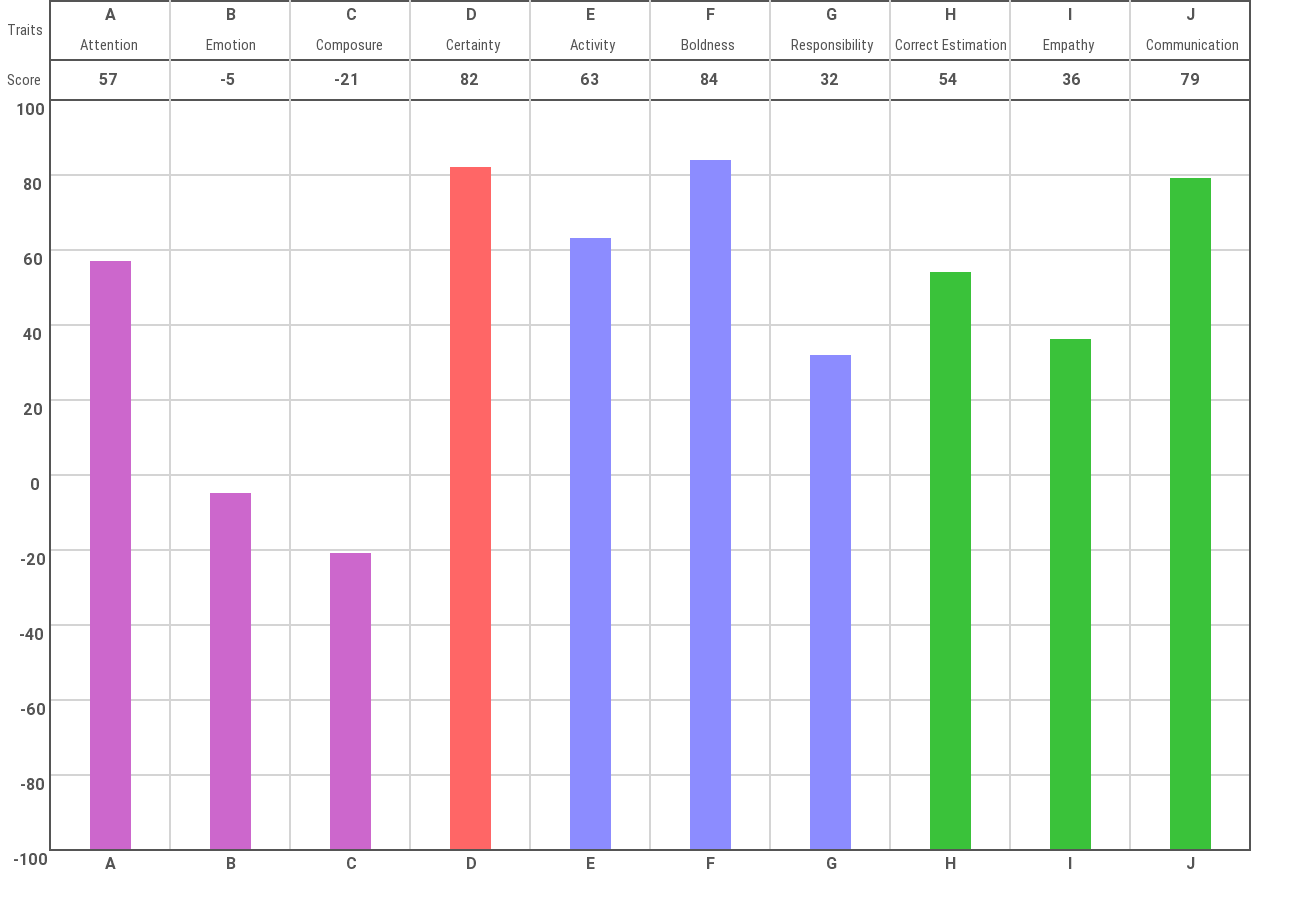 A B C D E F G H I J
Traits
Attention Emotion Composure Certainty Activity Boldness Responsibility Correct Estimation Empathy Communication
Score 57 -5 -21 82 63 84 32 54 36 79
100
80
60
40
20
0
-20
-40
-60
-80
-100
A B C D E F G H I J